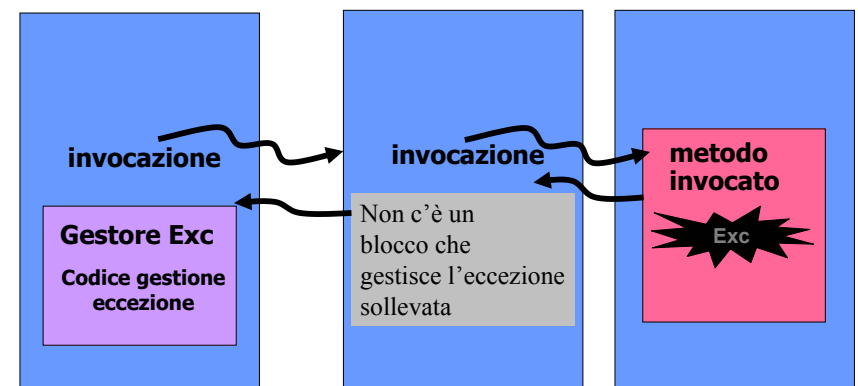 invocazione
Gestore Exc
Codice gestione
eccezione
invocazione
Non c'è un
blocco che
gestisce l'eccezione
sollevata
metodo
invocato
Exc